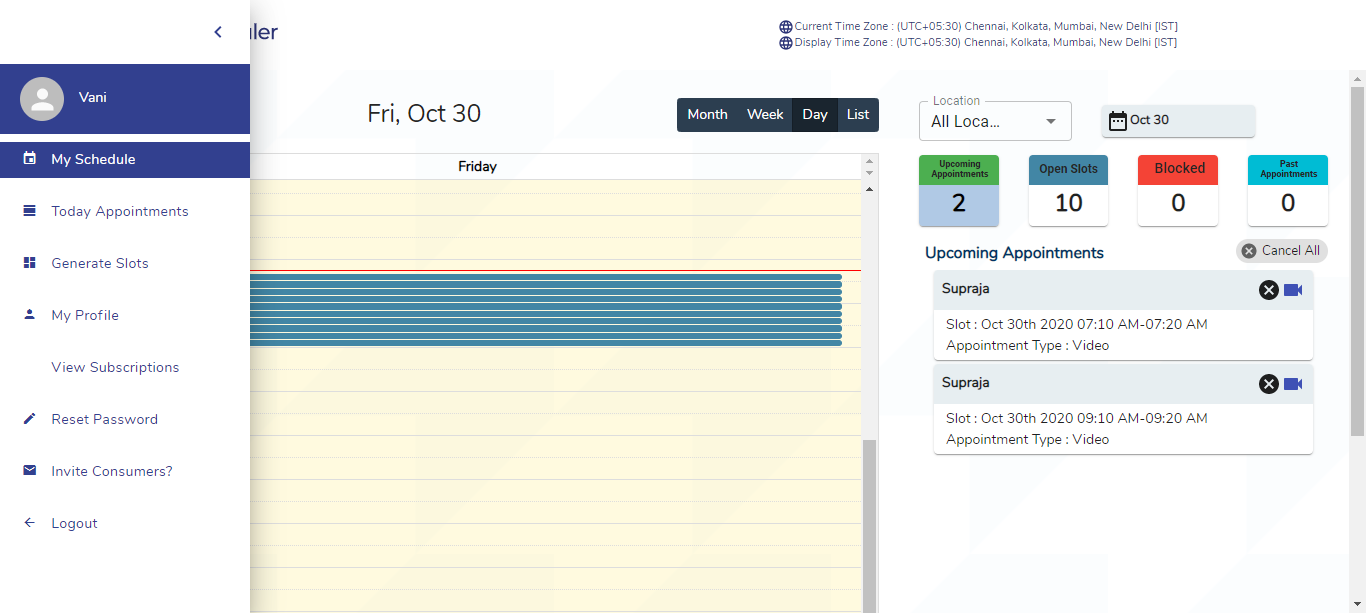 ler
Current Time Zone : (UTC+05:30) Chennai, Kolkata, Mumbai, New Delhi [IST]
Display Time Zone : (UTC+05:30) Chennai, Kolkata, Mumbai, New Delhi [IST]
Vani
My Schedule
Today Appointments
Generate Slots
My Profile
View Subscriptions
Reset Password
Invite Consumers?
Logout
Fri, Oct 30
Month Week Day List
Friday
Location
All Loca...
Oct 30
Upcoming Appointments
2
Open Slots
10
Blocked
0
Past Appointments
0
Upcoming Appointments
Cancel All
Supraja
Slot : Oct 30th 2020 07:10 AM-07:20 AM
Appointment Type : Video
Supraja
Slot : Oct 30th 2020 09:10 AM-09:20 AM
Appointment Type : Video